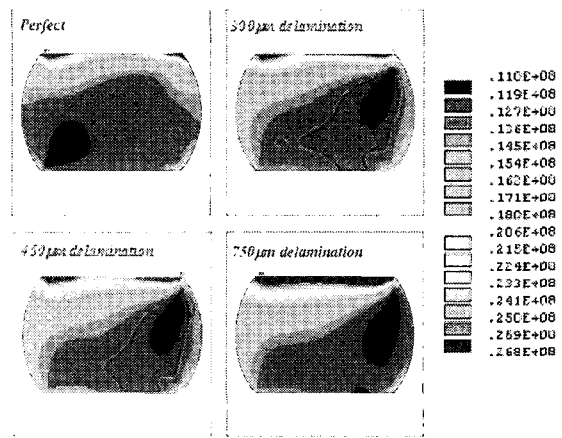 Perfect
300µm delamination
450µm delamination
750µm delamination
.110E+08
.119E+08
.127E+08
.136E+08
.145E+08
.154E+08
.162E+08
.171E+08
.180E+08
.206E+08
.215E+08
.224E+08
.233E+08
.241E+08
.250E+08
.259E+08
.268E+08